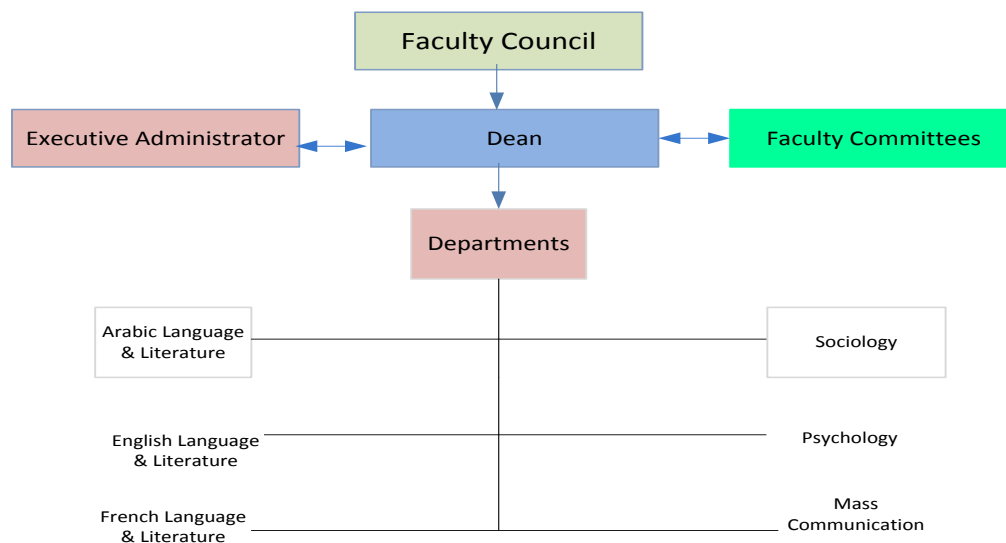 Faculty Council
Executive Administrator
Dean
Faculty Committees
Departments
Arabic Language
& Literature
Sociology
English Language
& Literature
Psychology
French Language
& Literature
Mass
Communication